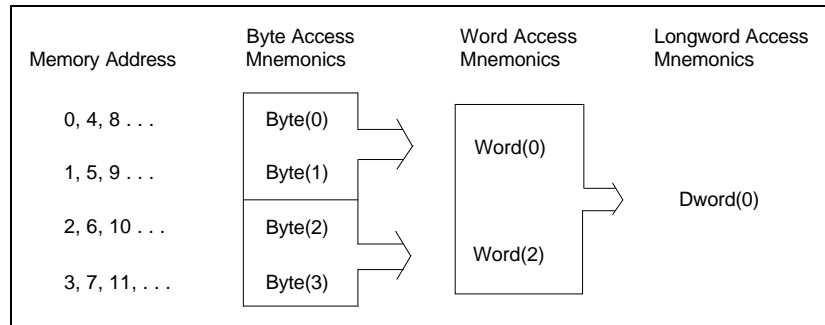 Memory Address Byte Access Mnemonics Word Access Mnemonics Longword Access Mnemonics
0, 4, 8 . . . Byte(0)
Word(0)
1, 5, 9 . . . Byte(1)
Dword(0)
2, 6, 10 . . . Byte(2)
Word(2)
3, 7, 11, . . . Byte(3)